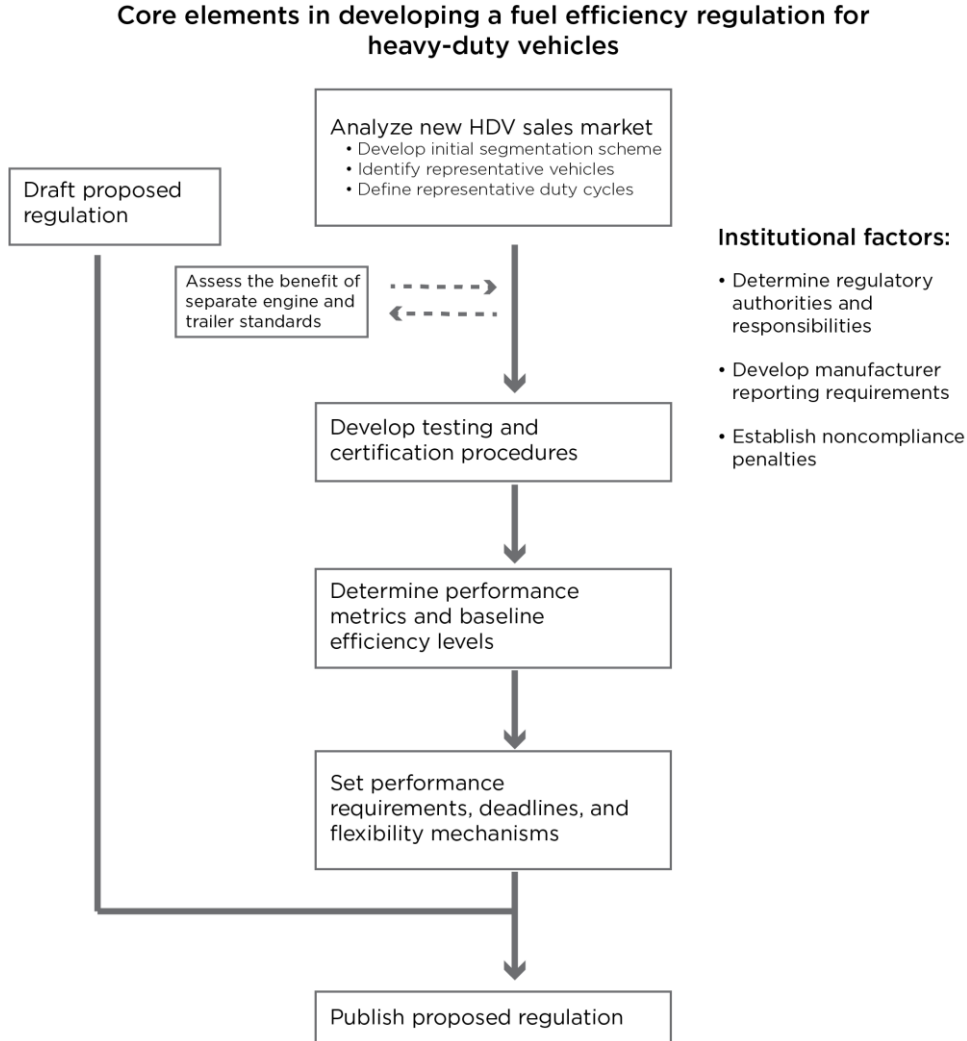 Core elements in developing a fuel efficiency regulation for
heavy-duty vehicles
Analyze new HDV sales market
• Develop initial segmentation scheme
• Identify representative vehicles
• Define representative duty cycles
Draft proposed
regulation
Assess the benefit of
separate engine and
trailer standards
Institutional factors:
• Determine regulatory
authorities and
responsibilities
• Develop manufacturer
reporting requirements
• Establish noncompliance
penalties
Develop testing and
certification procedures
Determine performance
metrics and baseline
efficiency levels
Set performance
requirements, deadlines, and
flexibility mechanisms
Publish proposed regulation